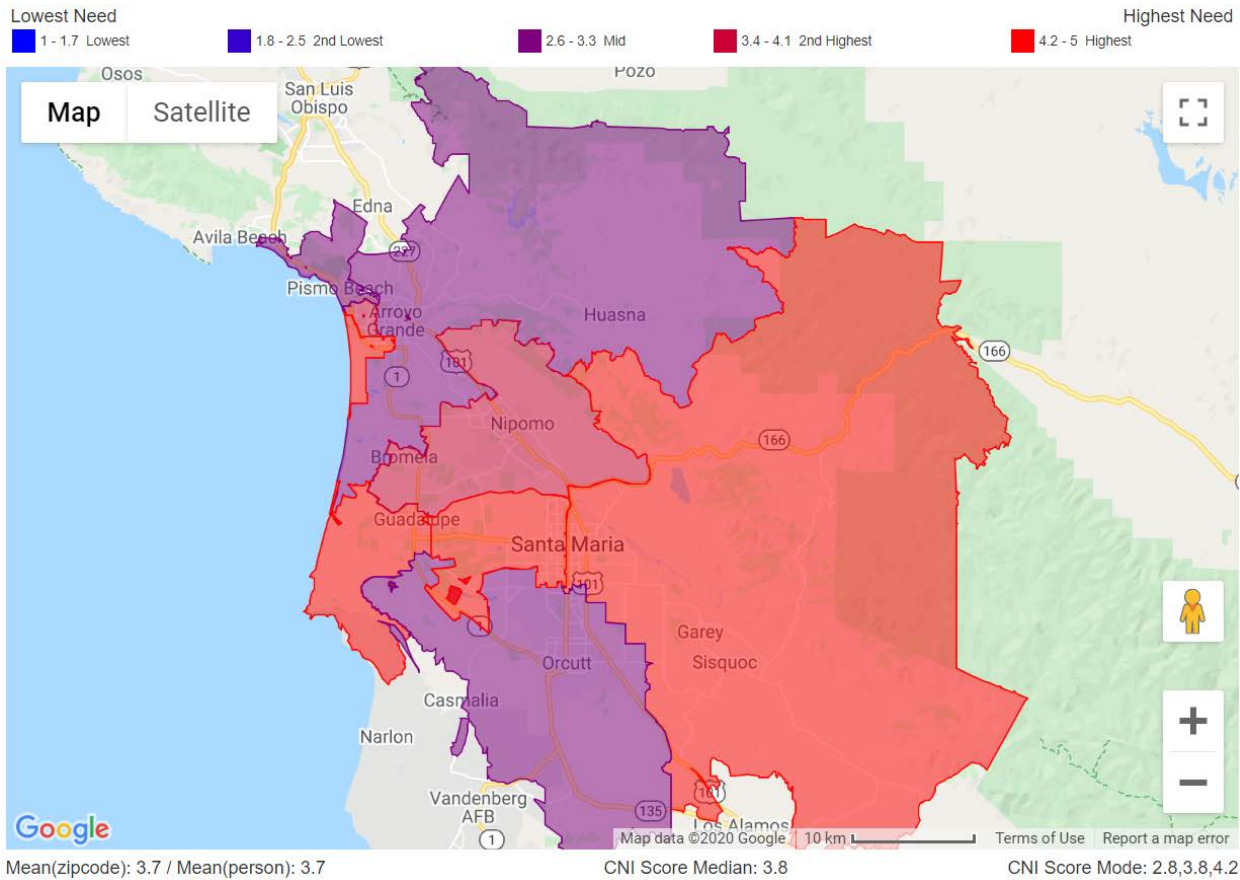 Lowest Need
Highest Need
1 - 1.7 Lowest
1.8 - 2.5 2nd Lowest
2.6 - 3.3 Mid
3.4 - 4.1 2nd Highest
4.2 - 5 Highest
Osos
Pozo
Map
Satellite
San Luis
Obispo
Edna
Avila Beach
227
Pismo Beach
Arroyo
Grande
Huasna
166
101
1
Nipomo
166
Bromela
Guadalupe
Santa Maria
101
1
Garey
Orcutt
Sisquoc
Casmalia
Narlon
Vandenberg
AFB
101
135
Los Alamos
1
Google
Map data ©2020 Google
10 km
Terms of Use
Report a map error
Mean(zipcode): 3.7 / Mean(person): 3.7
CNI Score Median: 3.8
CNI Score Mode: 2.8,3.8,4.2